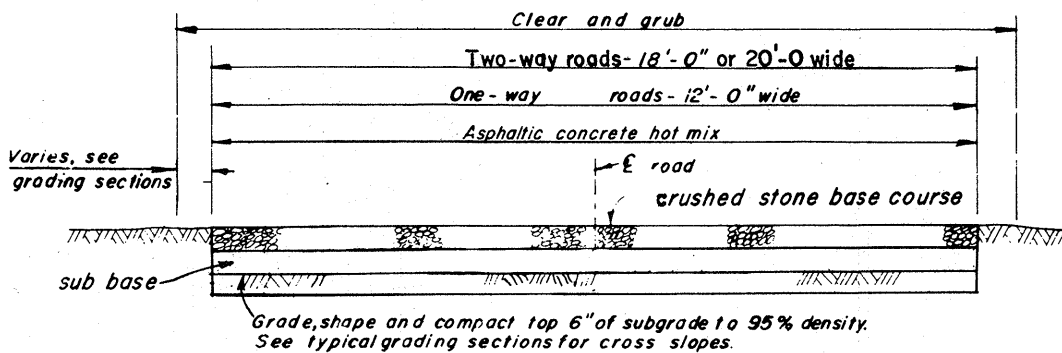 Clear and grub
Two-way roads-18'-0" or 20'-0 wide
One-way roads-12'-0" wide
Asphaltic concrete hot mix
Varies, see
grading sections
℄ road
crushed stone base course
sub base
Grade, shape and compact top 6" of subgrade to 95% density.
See typical grading sections for cross slopes.